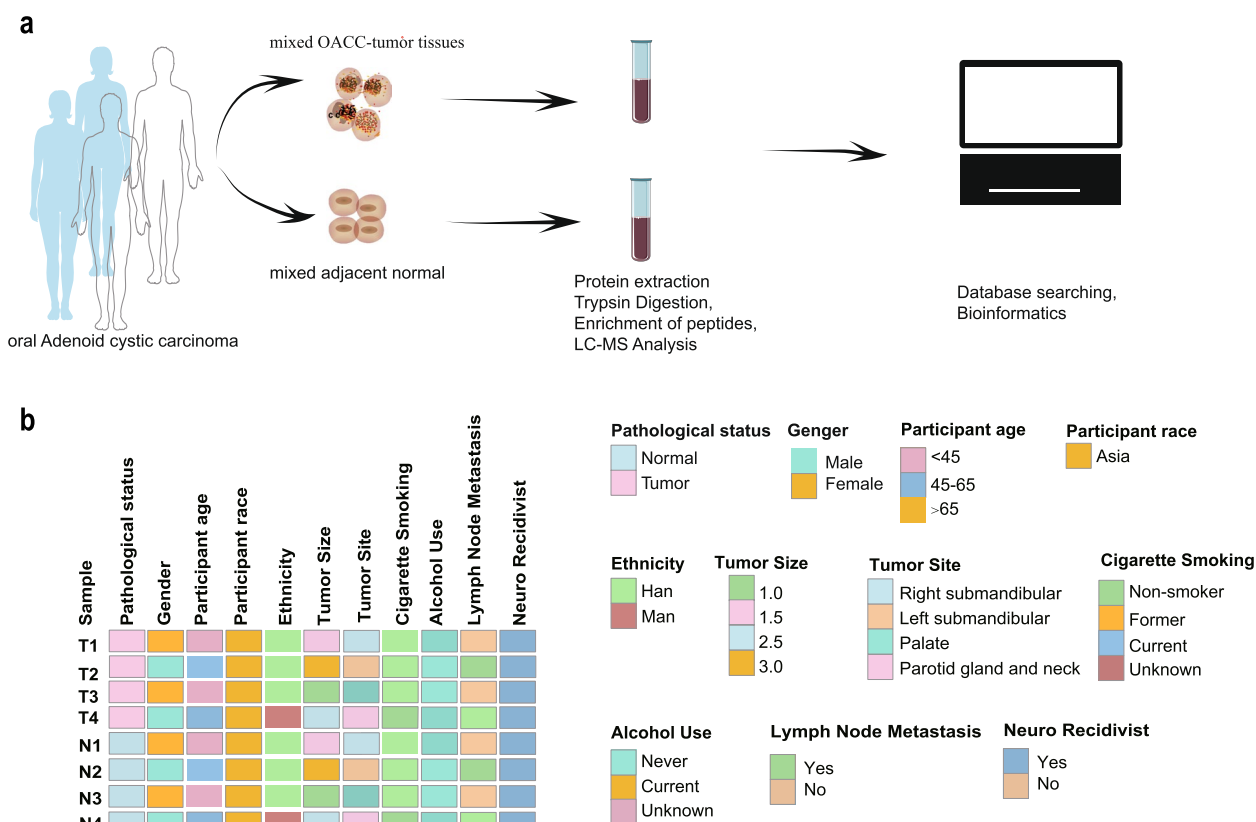 a
mixed OACC-tumor tissues
mixed adjacent normal
oral Adenoid cystic carcinoma
Protein extraction
Trypsin Digestion,
Enrichment of peptides,
LC-MS Analysis
Database searching,
Bioinformatics
b
Sample
Pathological status
Gender
Participant age
Participant race
Ethnicity
Tumor Size
Tumor Site
Cigarette Smoking
Alcohol Use
Lymph Node Metastasis
Neuro Recidivist
T1
T2
T3
T4
N1
N2
N3
N4
Pathological status
Normal
Tumor
Genger
Male
Female
Participant age
<45
45-65
>65
Participant race
Asia
Ethnicity
Han
Man
Tumor Size
1.0
1.5
2.5
3.0
Tumor Site
Right submandibular
Left submandibular
Palate
Parotid gland and neck
Cigarette Smoking
Non-smoker
Former
Current
Unknown
Alcohol Use
Never
Current
Unknown
Lymph Node Metastasis
Yes
No
Neuro Recidivist
Yes
No